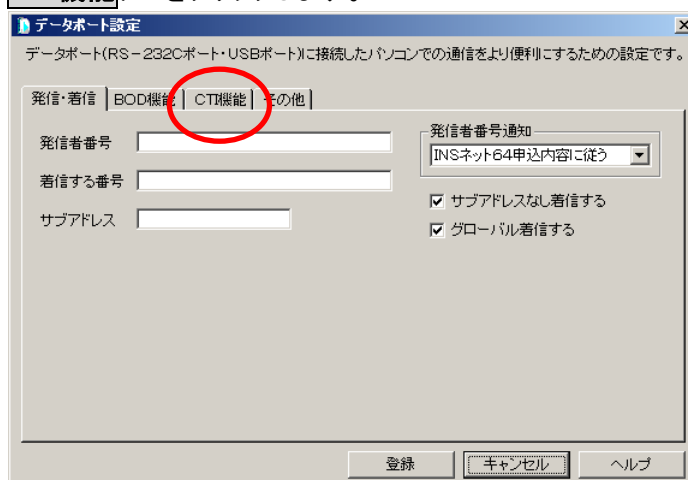 機能
データポート設定
データポート(RS-232Cポート・USBポート)に接続したパソコンでの通信をより便利にするための設定です。
発信・着信 BOD機能 CTI機能 その他
発信者番号
着信する番号
サブアドレス
発信者番号通知
INSネット64申込内容に従う
サブアドレスなし着信する
グローバル着信する
登録 キャンセル ヘルプ